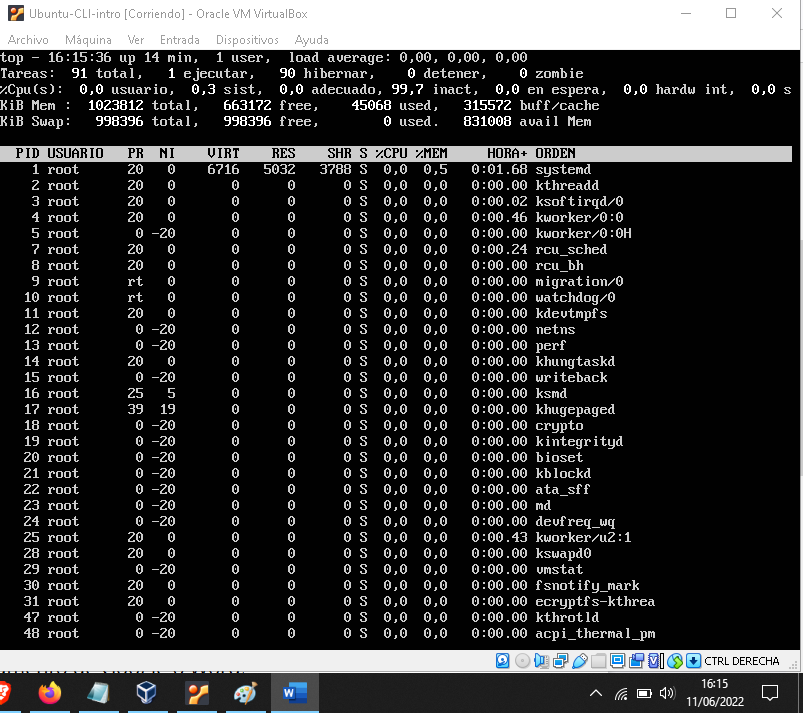 Ubuntu-CLI-intro [Corriendo] - Oracle VM VirtualBox
Archivo Máquina Ver Entrada Dispositivos Ayuda
top - 16:15:36 up 14 min, 1 user, load average: 0,00, 0,00, 0,00
Tareas: 91 total, 1 ejecutar, 90 hibernar, 0 detener, 0 zombie
%Cpu(s): 0,0 usuario, 0,3 sist, 0,0 adecuado, 99,7 inact, 0,0 en espera, 0,0 hardw int, 0,0 s
KiB Mem : 1023812 total, 663172 free, 45068 used, 315572 buff/cache
KiB Swap: 998396 total, 998396 free, 0 used. 831008 avail Mem
PID USUARIO PR NI VIRT RES SHR S %CPU %MEM HORA+ ORDEN
1 root 20 0 6716 5032 3788 S 0,0 0,5 0:01.68 systemd
2 root 20 0 0 0 0 S 0,0 0,0 0:00.00 kthreadd
3 root 20 0 0 0 0 S 0,0 0,0 0:00.02 ksoftirqd/0
4 root 20 0 0 0 0 S 0,0 0,0 0:00.46 kworker/0:0
5 root 0 -20 0 0 0 S 0,0 0,0 0:00.00 kworker/0:0H
7 root 20 0 0 0 0 S 0,0 0,0 0:00.24 rcu_sched
8 root 20 0 0 0 0 S 0,0 0,0 0:00.00 rcu_bh
9 root rt 0 0 0 0 S 0,0 0,0 0:00.00 migration/0
10 root rt 0 0 0 0 S 0,0 0,0 0:00.00 watchdog/0
11 root 20 0 0 0 0 S 0,0 0,0 0:00.00 kdevtmpfs
12 root 0 -20 0 0 0 S 0,0 0,0 0:00.00 netns
13 root 0 -20 0 0 0 S 0,0 0,0 0:00.00 perf
14 root 20 0 0 0 0 S 0,0 0,0 0:00.00 khungtaskd
15 root 0 -20 0 0 0 S 0,0 0,0 0:00.00 writeback
16 root 25 5 0 0 0 S 0,0 0,0 0:00.00 ksmd
17 root 39 19 0 0 0 S 0,0 0,0 0:00.00 khugepaged
18 root 0 -20 0 0 0 S 0,0 0,0 0:00.00 crypto
19 root 0 -20 0 0 0 S 0,0 0,0 0:00.00 kintegrityd
20 root 0 -20 0 0 0 S 0,0 0,0 0:00.00 bioset
21 root 0 -20 0 0 0 S 0,0 0,0 0:00.00 kblockd
22 root 0 -20 0 0 0 S 0,0 0,0 0:00.00 ata_sff
23 root 0 -20 0 0 0 S 0,0 0,0 0:00.00 md
24 root 0 -20 0 0 0 S 0,0 0,0 0:00.00 devfreq_wq
25 root 20 0 0 0 0 S 0,0 0,0 0:00.43 kworker/u2:1
28 root 20 0 0 0 0 S 0,0 0,0 0:00.00 kswapd0
29 root 0 -20 0 0 0 S 0,0 0,0 0:00.00 vmstat
30 root 20 0 0 0 0 S 0,0 0,0 0:00.00 fsnotify_mark
31 root 20 0 0 0 0 S 0,0 0,0 0:00.00 ecryptfs-kthrea
47 root 0 -20 0 0 0 S 0,0 0,0 0:00.00 kthrotld
48 root 0 -20 0 0 0 S 0,0 0,0 0:00.00 acpi_thermal_pm
CTRL DERECHA
16:15
11/06/2022